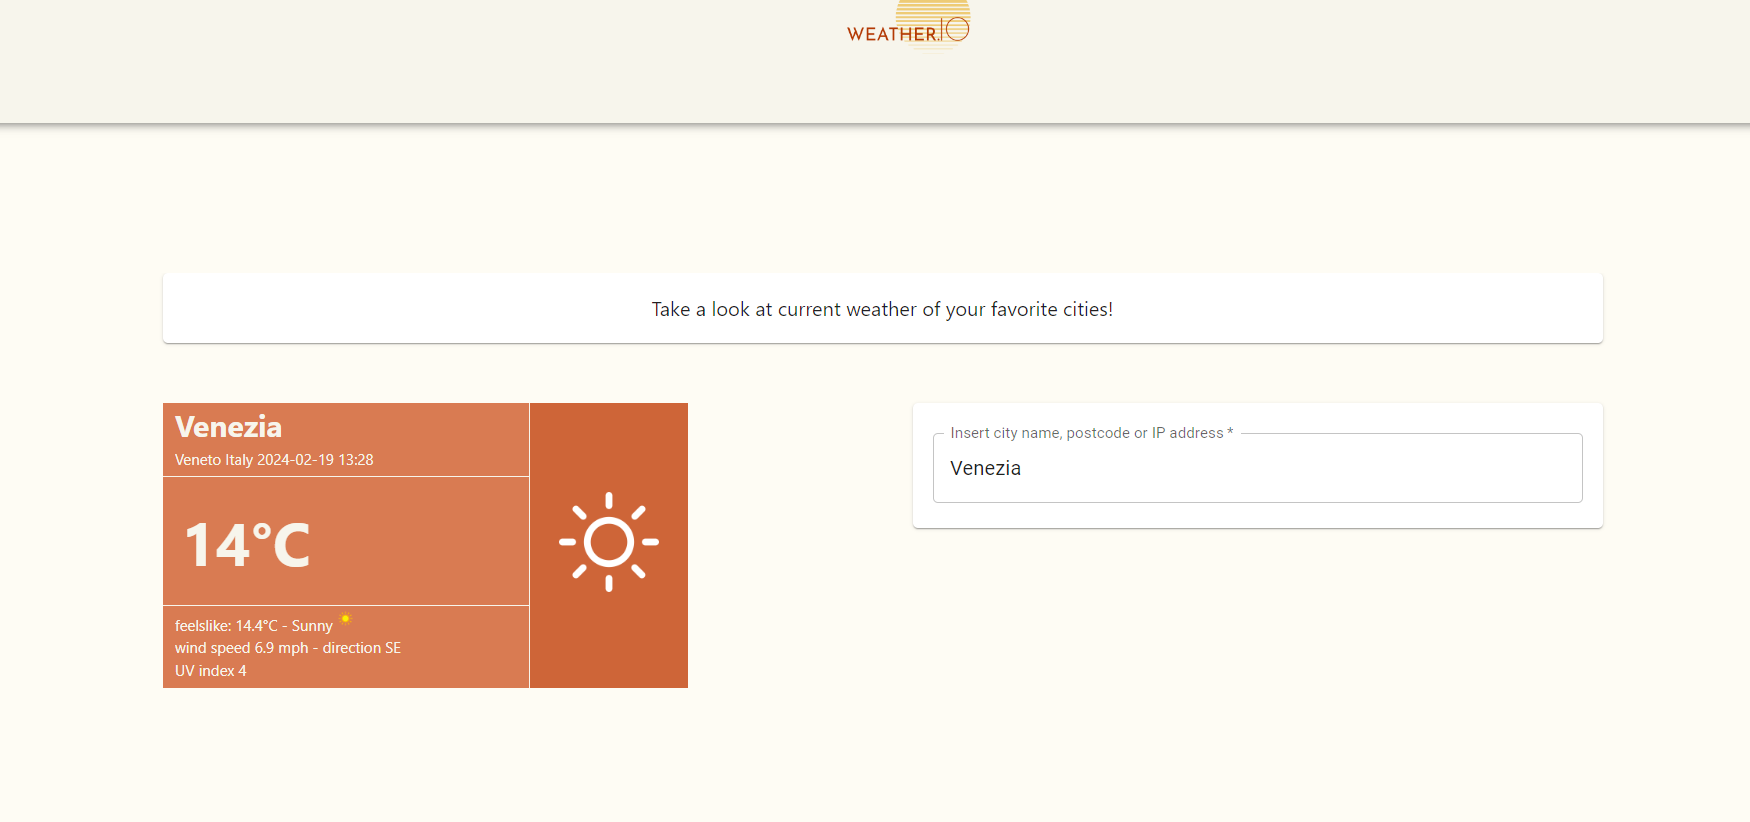 WEATHER.IO
Take a look at current weather of your favorite cities!
Venezia
Veneto Italy 2024-02-19 13:28
14°C
feelslike: 14.4°C - Sunny
wind speed 6.9 mph - direction SE
UV index 4
Insert city name, postcode or IP address *
Venezia